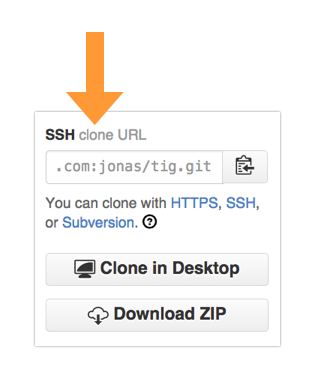 SSH clone URL
.com:jonas/tig.git
You can clone with HTTPS, SSH,
or Subversion.
Clone in Desktop
Download ZIP